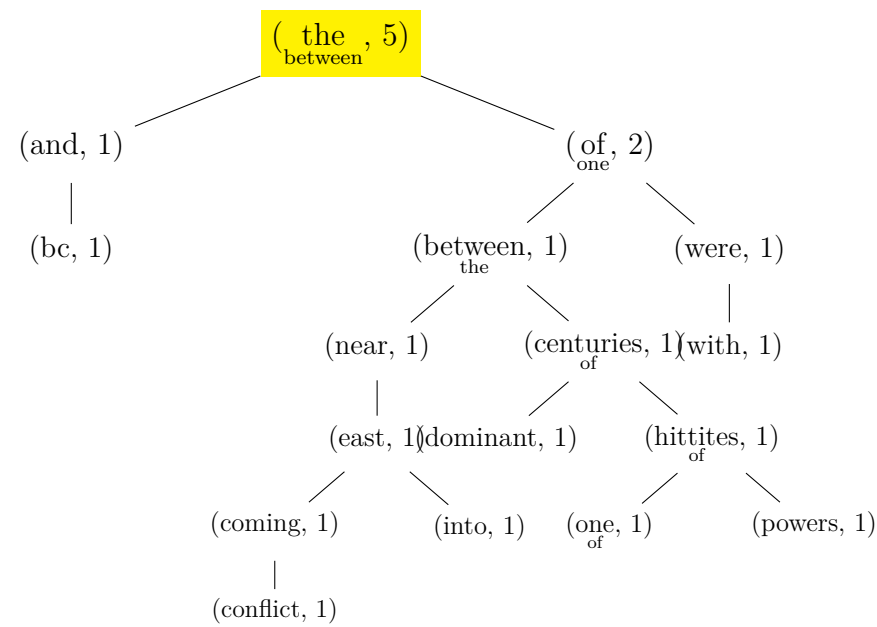 (the, 5)
between
(and, 1)
(of, 2)
one
(bc, 1)
(between, 1)
the
(were, 1)
(near, 1)
(centuries, 1)
of
(with, 1)
(east, 1)
(dominant, 1)
(hittites, 1)
of
(coming, 1)
(into, 1)
(one, 1)
of
(powers, 1)
(conflict, 1)